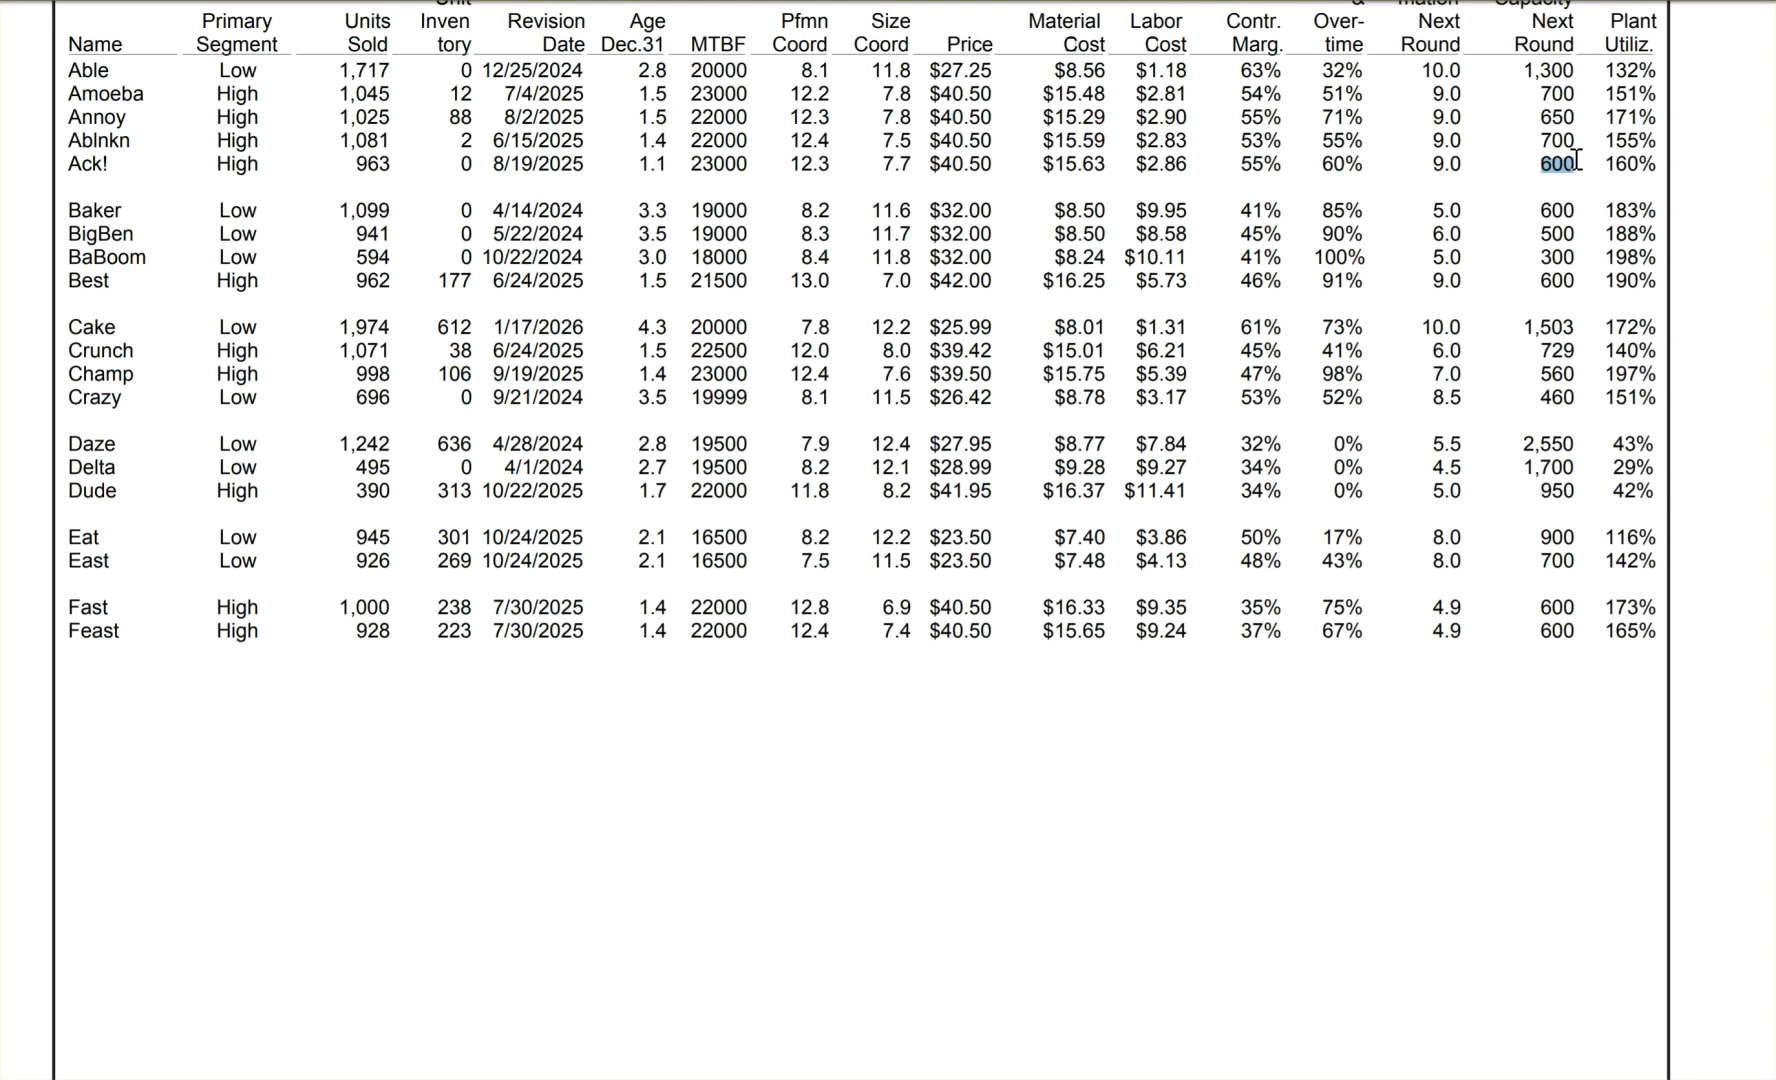 Unit & mation Capacity
Primary Units Inven Revision Age Pfmn Size Material Labor Contr. Over- Next Next Plant
Name Segment Sold tory Date Dec.31 MTBF Coord Coord Price Cost Cost Marg. time Round Round Utiliz.
Able Low 1,717 0 12/25/2024 2.8 20000 8.1 11.8 $27.25 $8.56 $1.18 63% 32% 10.0 1,300 132%
Amoeba High 1,045 12 7/4/2025 1.5 23000 12.2 7.8 $40.50 $15.48 $2.81 54% 51% 9.0 700 151%
Annoy High 1,025 88 8/2/2025 1.5 22000 12.3 7.8 $40.50 $15.29 $2.90 55% 71% 9.0 650 171%
Ablnkn High 1,081 2 6/15/2025 1.4 22000 12.4 7.5 $40.50 $15.59 $2.83 53% 55% 9.0 700 155%
Ack! High 963 0 8/19/2025 1.1 23000 12.3 7.7 $40.50 $15.63 $2.86 55% 60% 9.0 600 160%
Baker Low 1,099 0 4/14/2024 3.3 19000 8.2 11.6 $32.00 $8.50 $9.95 41% 85% 5.0 600 183%
BigBen Low 941 0 5/22/2024 3.5 19000 8.3 11.7 $32.00 $8.50 $8.58 45% 90% 6.0 500 188%
BaBoom Low 594 0 10/22/2024 3.0 18000 8.4 11.8 $32.00 $8.24 $10.11 41% 100% 5.0 300 198%
Best High 962 177 6/24/2025 1.5 21500 13.0 7.0 $42.00 $16.25 $5.73 46% 91% 9.0 600 190%
Cake Low 1,974 612 1/17/2026 4.3 20000 7.8 12.2 $25.99 $8.01 $1.31 61% 73% 10.0 1,503 172%
Crunch High 1,071 38 6/24/2025 1.5 22500 12.0 8.0 $39.42 $15.01 $6.21 45% 41% 6.0 729 140%
Champ High 998 106 9/19/2025 1.4 23000 12.4 7.6 $39.50 $15.75 $5.39 47% 98% 7.0 560 197%
Crazy Low 696 0 9/21/2024 3.5 19999 8.1 11.5 $26.42 $8.78 $3.17 53% 52% 8.5 460 151%
Daze Low 1,242 636 4/28/2024 2.8 19500 7.9 12.4 $27.95 $8.77 $7.84 32% 0% 5.5 2,550 43%
Delta Low 495 0 4/1/2024 2.7 19500 8.2 12.1 $28.99 $9.28 $9.27 34% 0% 4.5 1,700 29%
Dude High 390 313 10/22/2025 1.7 22000 11.8 8.2 $41.95 $16.37 $11.41 34% 0% 5.0 950 42%
Eat Low 945 301 10/24/2025 2.1 16500 8.2 12.2 $23.50 $7.40 $3.86 50% 17% 8.0 900 116%
East Low 926 269 10/24/2025 2.1 16500 7.5 11.5 $23.50 $7.48 $4.13 48% 43% 8.0 700 142%
Fast High 1,000 238 7/30/2025 1.4 22000 12.8 6.9 $40.50 $16.33 $9.35 35% 75% 4.9 600 173%
Feast High 928 223 7/30/2025 1.4 22000 12.4 7.4 $40.50 $15.65 $9.24 37% 67% 4.9 600 165%